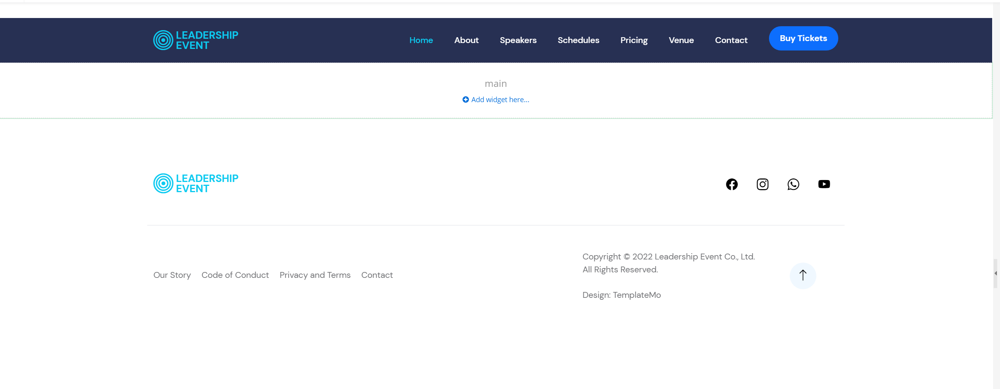 LEADERSHIP
EVENT
Home About Speakers Schedules Pricing Venue Contact Buy Tickets
main
Add widget here...
LEADERSHIP
EVENT
Copyright © 2022 Leadership Event Co., Ltd.
All Rights Reserved.
Our Story Code of Conduct Privacy and Terms Contact
Design: TemplateMo